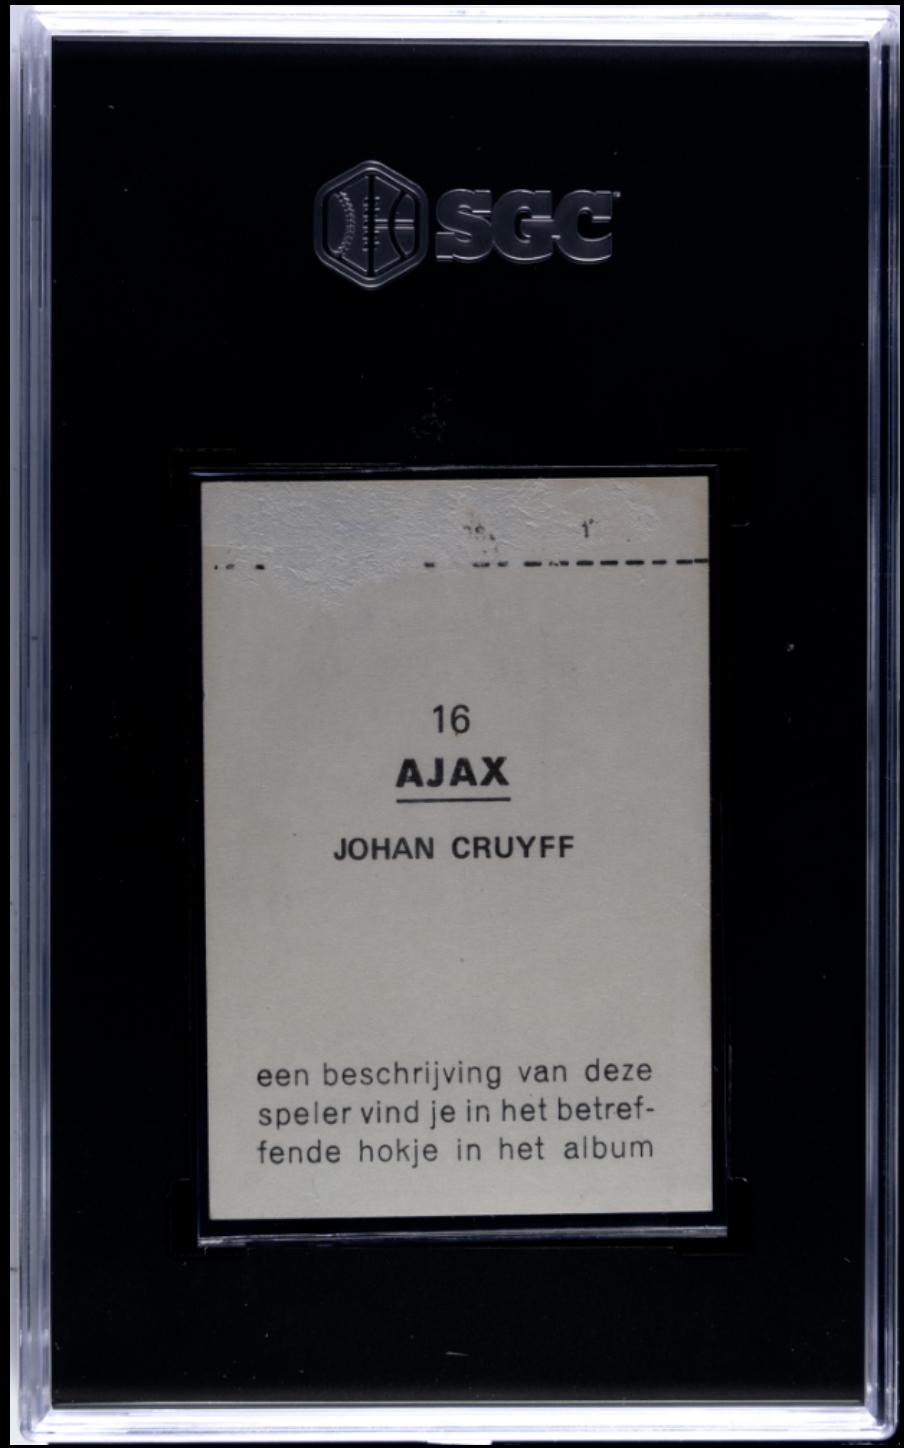 SGC
16
AJAX
JOHAN CRUYFF
een beschrijving van deze
speler vind je in het betref-
fende hokje in het album